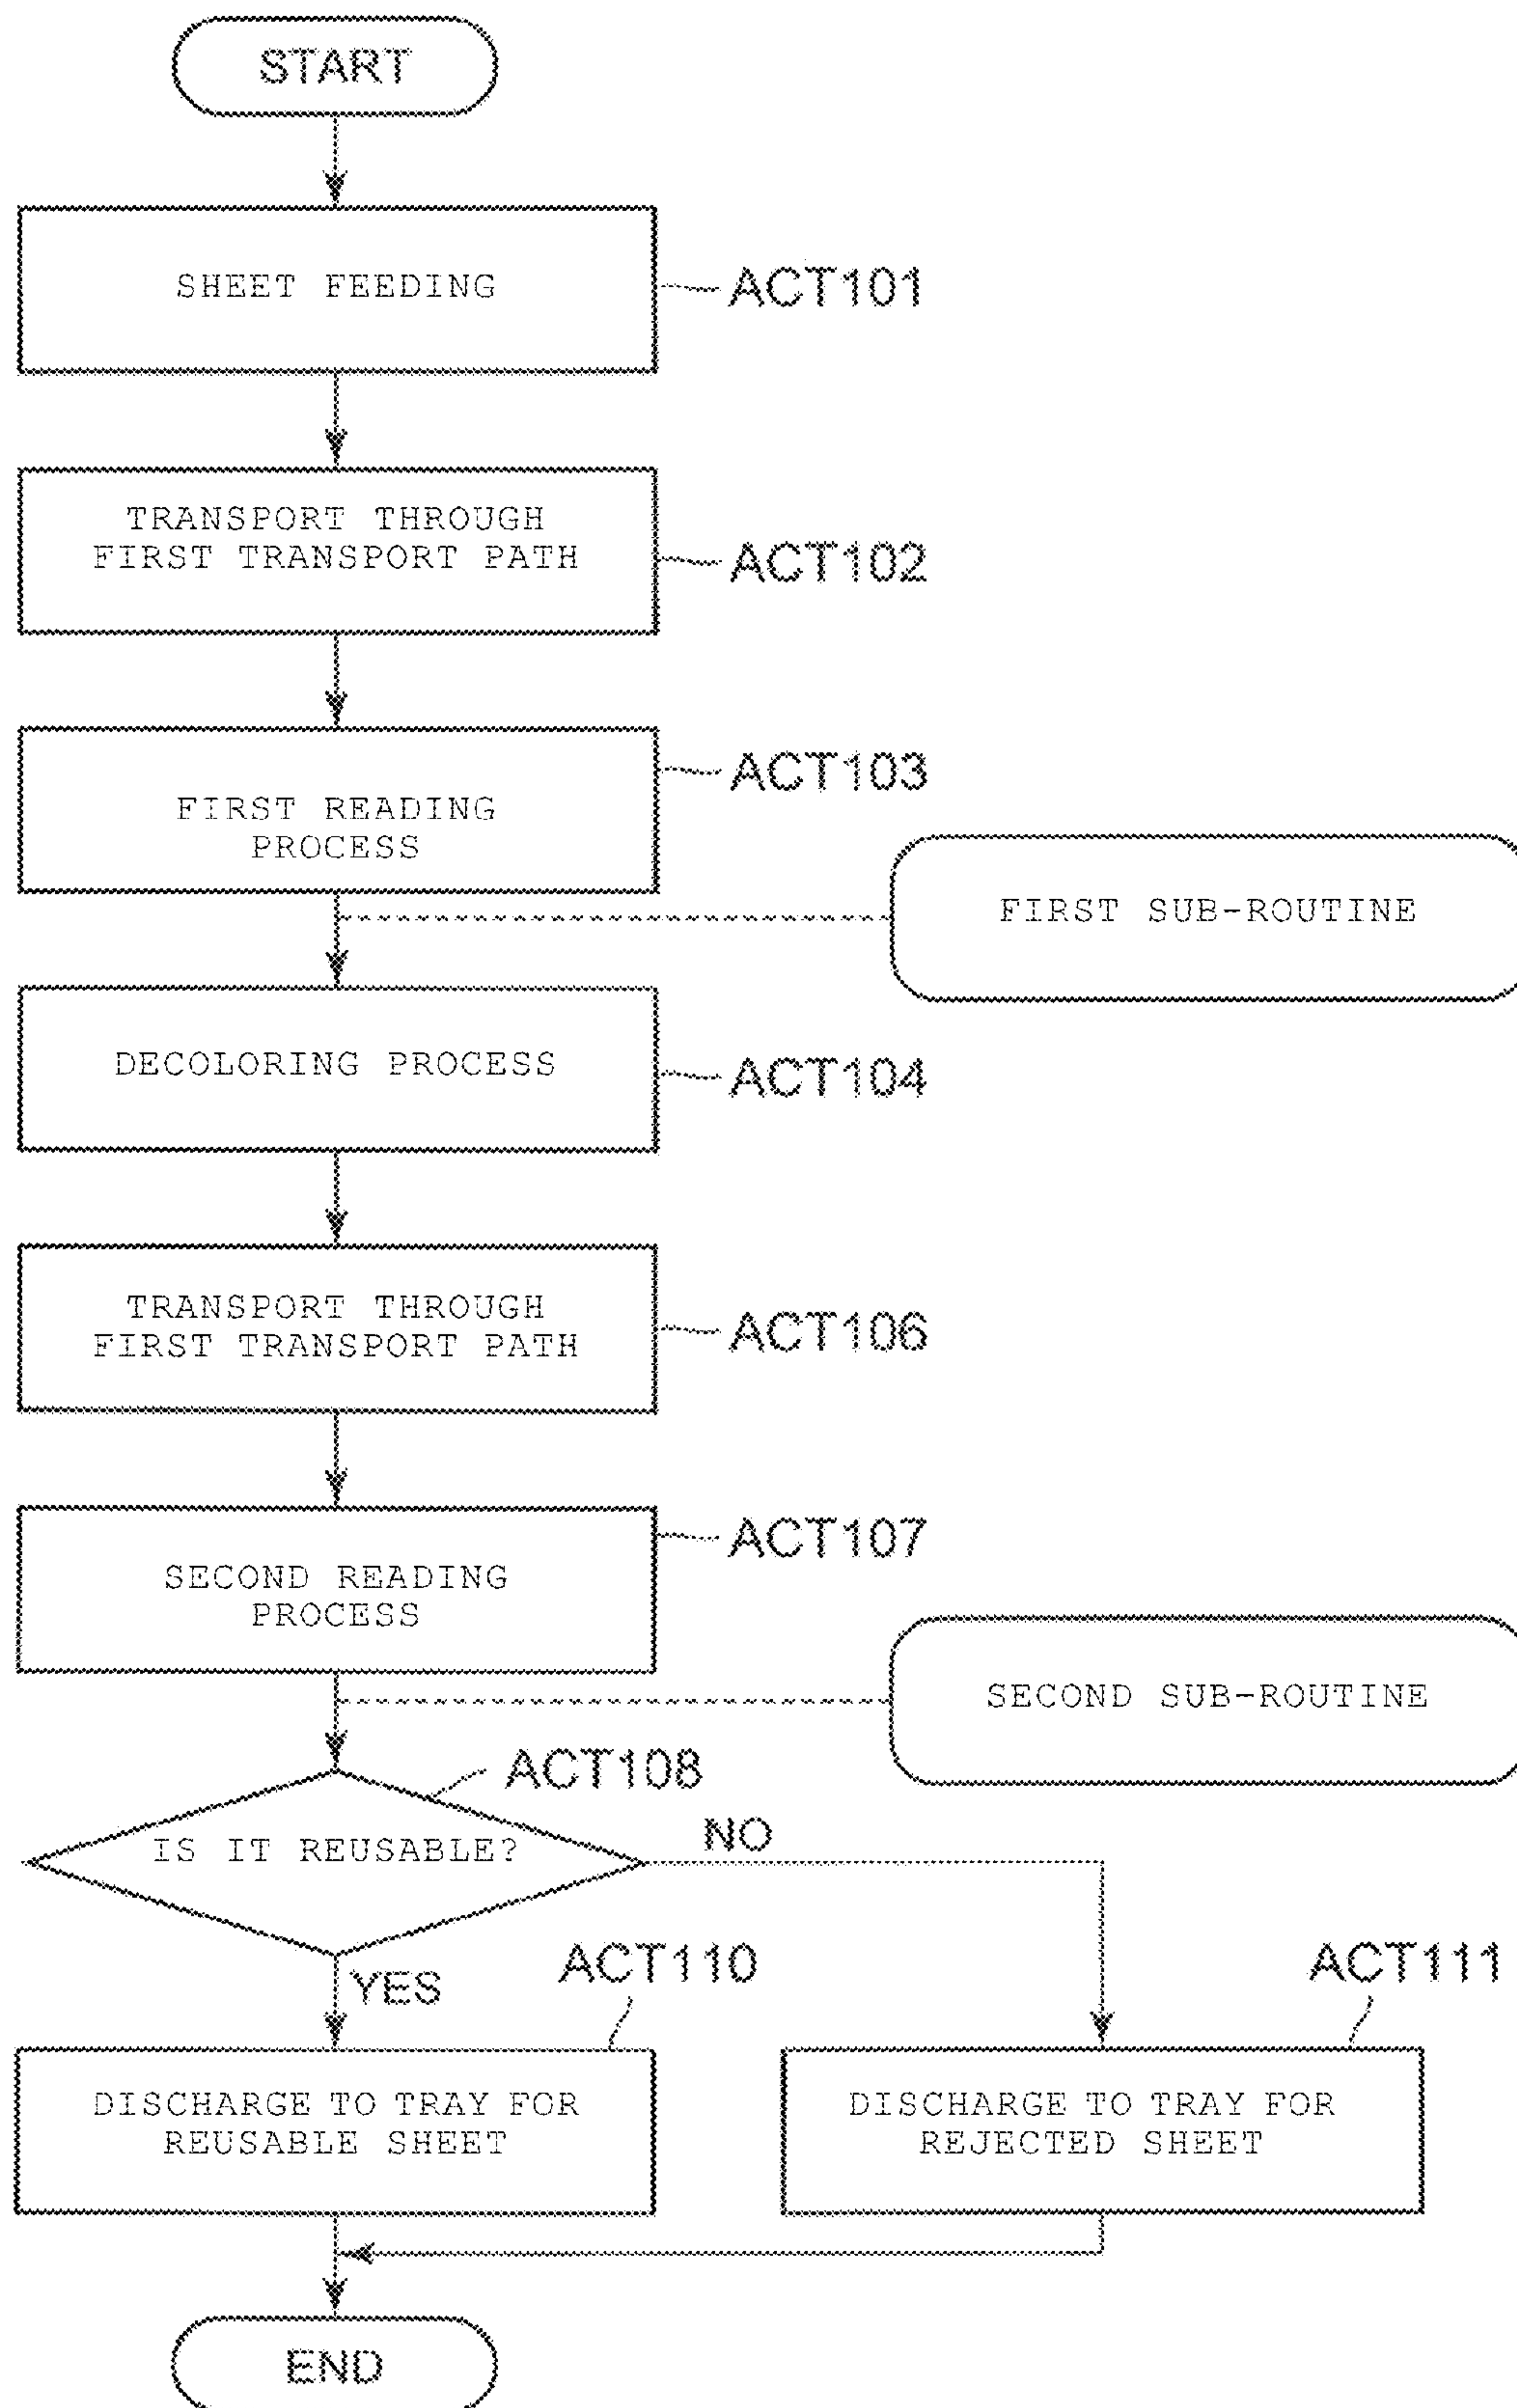 START
SHEET FEEDING
ACT101
TRANSPORT THROUGH
FIRST TRANSPORT PATH
ACT102
ACT103
FIRST READING
PROCESS
FIRST SUB-ROUTINE
DECOLORING PROCESS
ACT104
TRANSPORT THROUGH
FIRST TRANSPORT PATH
ACT106
ACT107
SECOND READING
PROCESS
SECOND SUB-ROUTINE
ACT108
IS IT REUSABLE?
NO
YES
ACT110
ACT111
DISCHARGE TO TRAY FOR
REUSABLE SHEET
DISCHARGE TO TRAY FOR
REJECTED SHEET
END